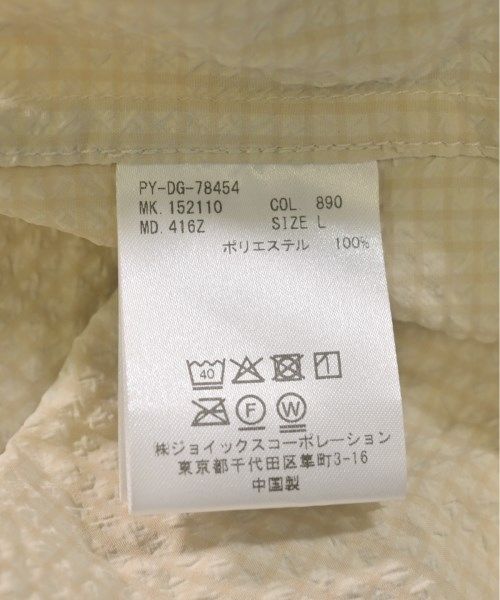 PY-DG-78454
MK. 152110 COL. 890
MD. 416Z SIZE L
ポリエステル 100%
40
F W
株ジョイックスコーポレーション
東京都千代田区隼町3-16
中国製